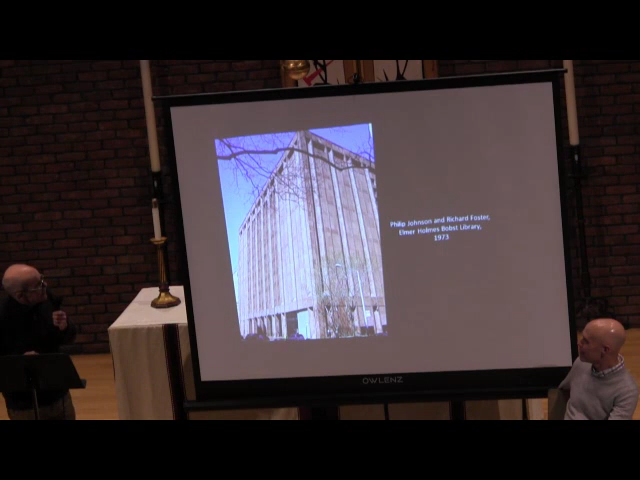 Philip Johnson and Richard Foster,
Elmer Holmes Bobst Library,
1973
OWLENZ